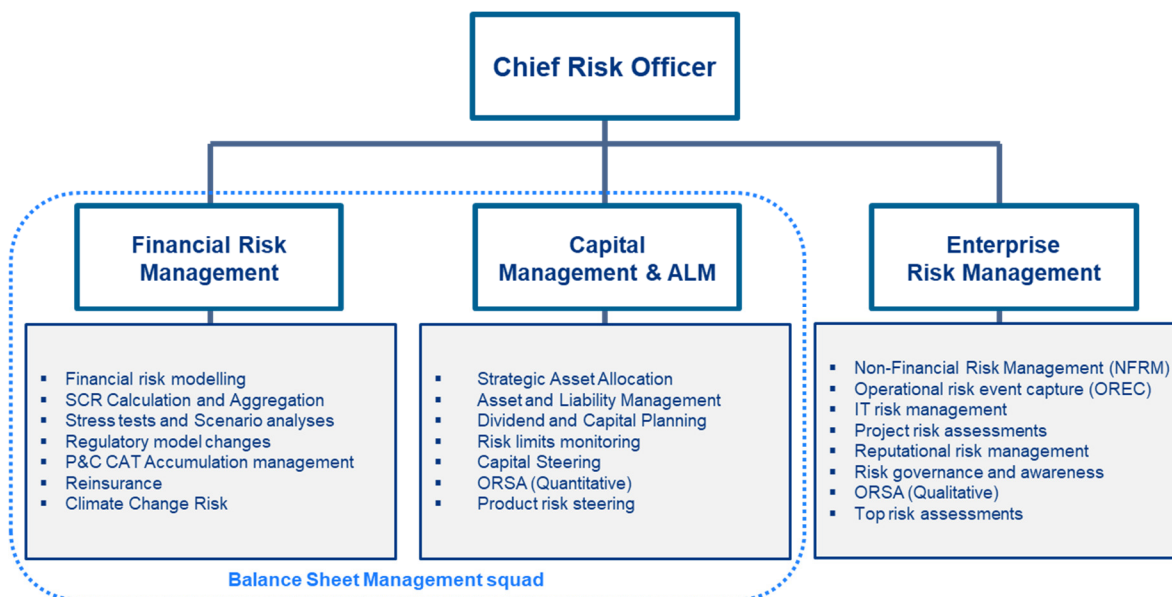 Chief Risk Officer
Financial Risk
Management
Capital
Management & ALM
Enterprise
Risk Management
▪ Financial risk modelling
▪ SCR Calculation and Aggregation
▪ Stress tests and Scenario analyses
▪ Regulatory model changes
▪ P&C CAT Accumulation management
▪ Reinsurance
▪ Climate Change Risk
▪ Strategic Asset Allocation
▪ Asset and Liability Management
▪ Dividend and Capital Planning
▪ Risk limits monitoring
▪ Capital Steering
▪ ORSA (Quantitative)
▪ Product risk steering
▪ Non-Financial Risk Management (NFRM)
▪ Operational risk event capture (OREC)
▪ IT risk management
▪ Project risk assessments
▪ Reputational risk management
▪ Risk governance and awareness
▪ ORSA (Qualitative)
▪ Top risk assessments
Balance Sheet Management squad